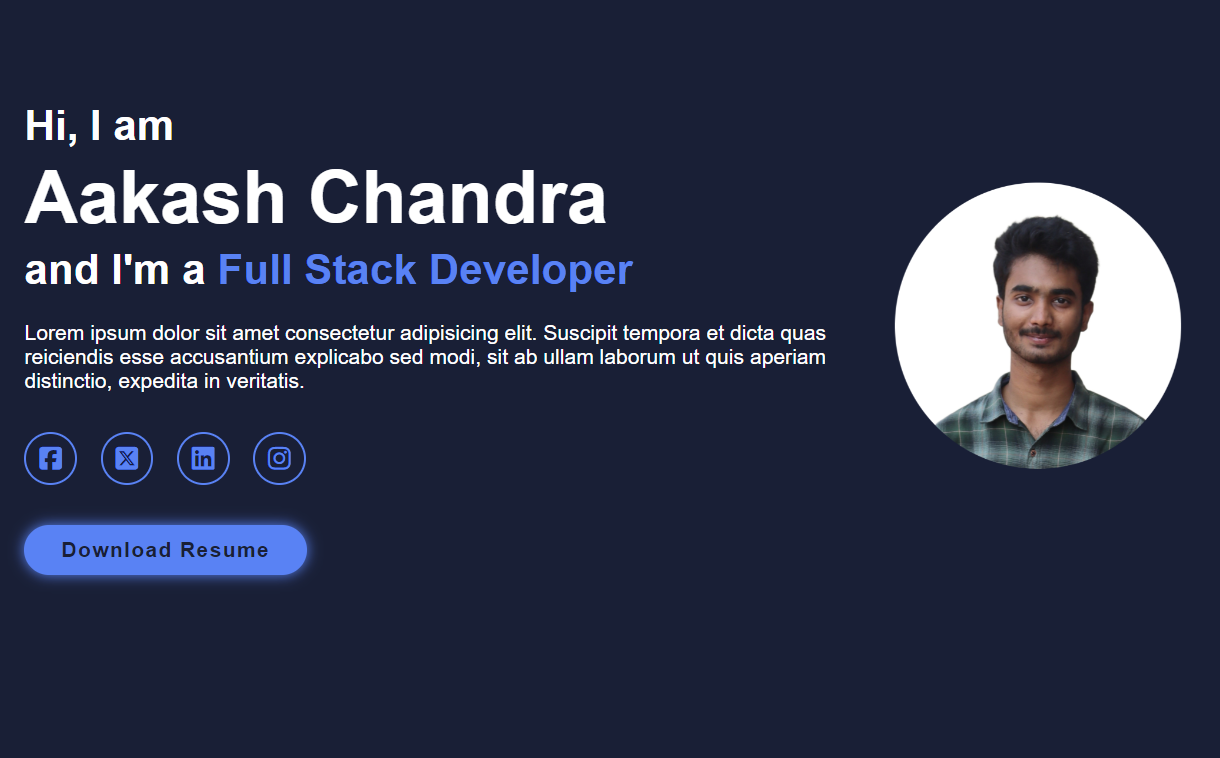 Hi, I am
Aakash Chandra
and I'm a Full Stack Developer
Lorem ipsum dolor sit amet consectetur adipisicing elit. Suscipit tempora et dicta quas
reiciendis esse accusantium explicabo sed modi, sit ab ullam laborum ut quis aperiam
distinctio, expedita in veritatis.
Download Resume